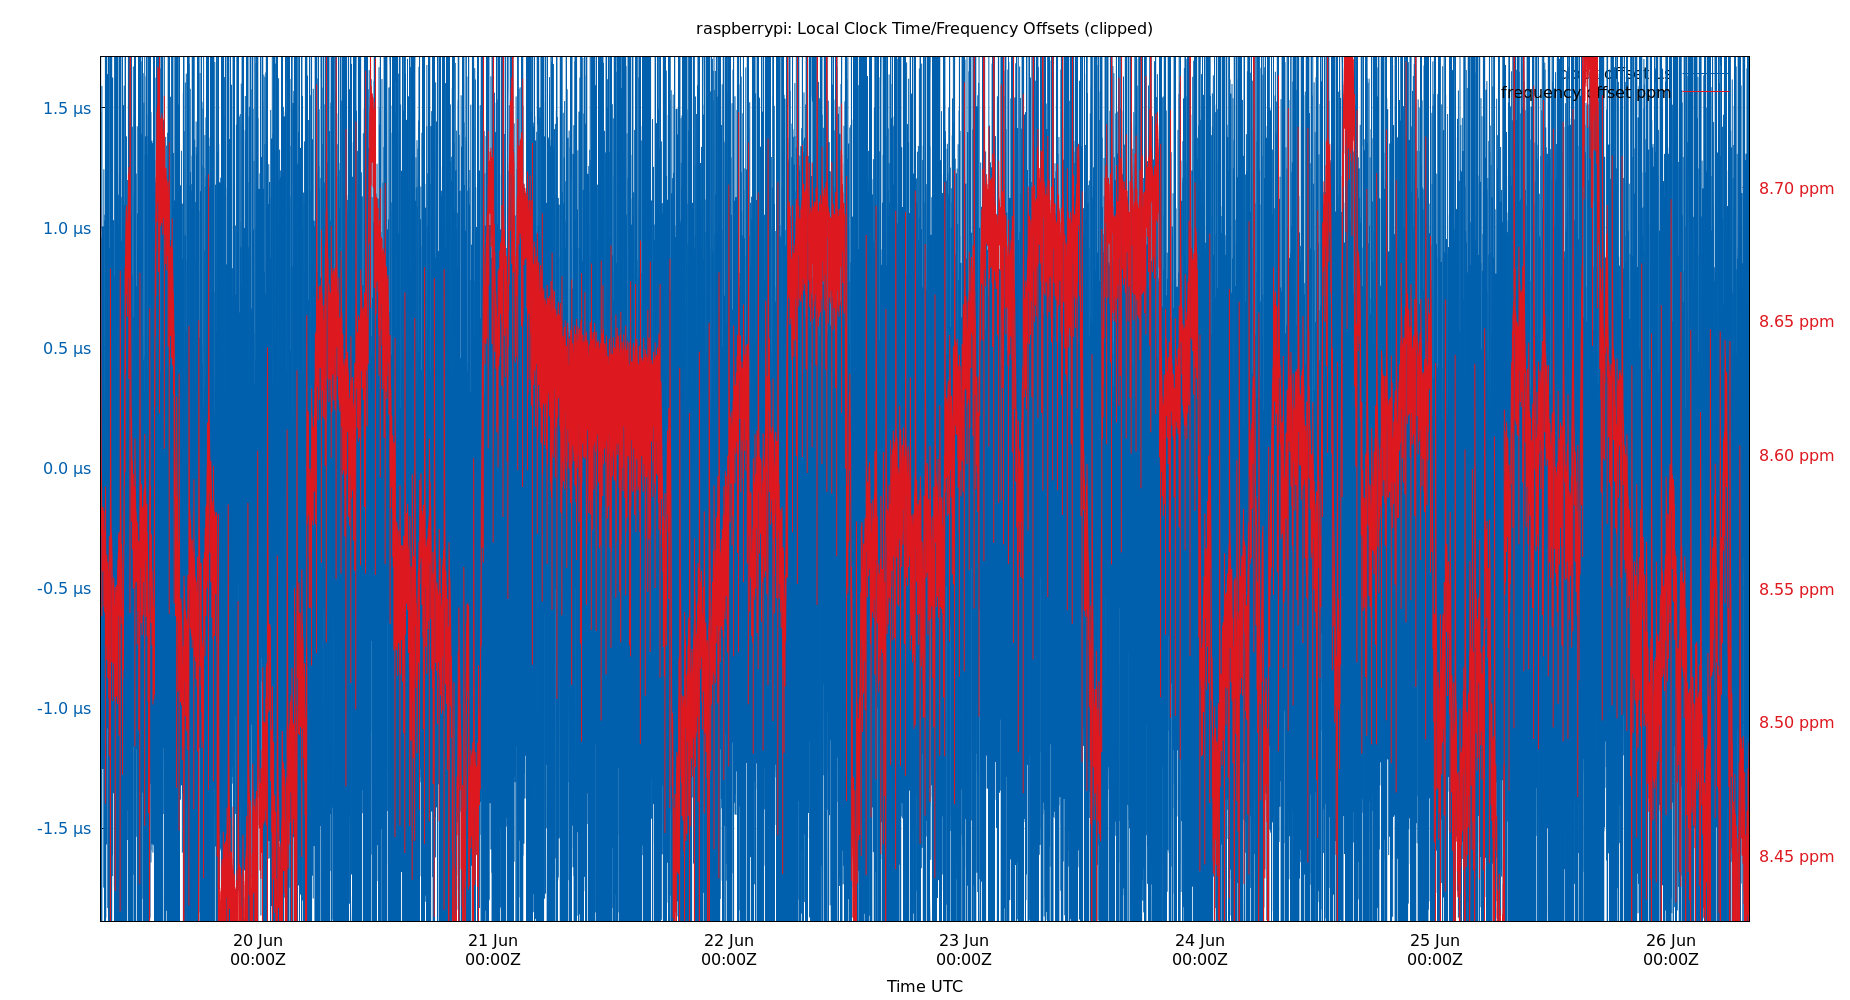 raspberrypi: Local Clock Time/Frequency Offsets (clipped)
offset
frequency offset ppm
1.5 µs
1.0 µs
0.5 µs
0.0 µs
-0.5 µs
-1.0 µs
-1.5 µs
8.70 ppm
8.65 ppm
8.60 ppm
8.55 ppm
8.50 ppm
8.45 ppm
20 Jun 21 Jun 22 Jun 23 Jun 24 Jun 25 Jun 26 Jun
00:00Z 00:00Z 00:00Z 00:00Z 00:00Z 00:00Z 00:00Z
Time UTC